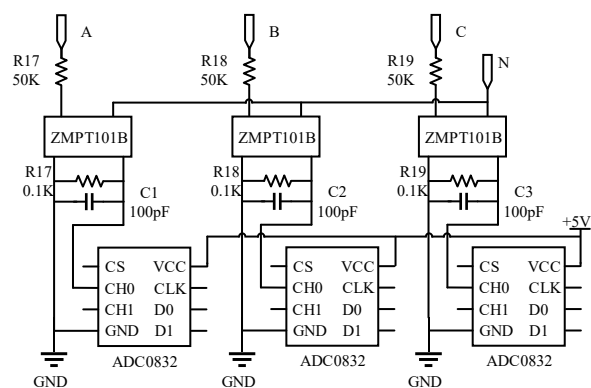 A B C
R17 R18 R19 N
50K 50K 50K
ZMPT101B ZMPT101B ZMPT101B
R17 R18 R19
0.1K C1 0.1K C2 0.1K C3
100pF 100pF 100pF
+5V
CS VCC CS VCC CS VCC
CH0 CLK CH0 CLK CH0 CLK
CH1 D0 CH1 D0 CH1 D0
GND D1 GND D1 GND D1
ADC0832 ADC0832 ADC0832
GND GND GND